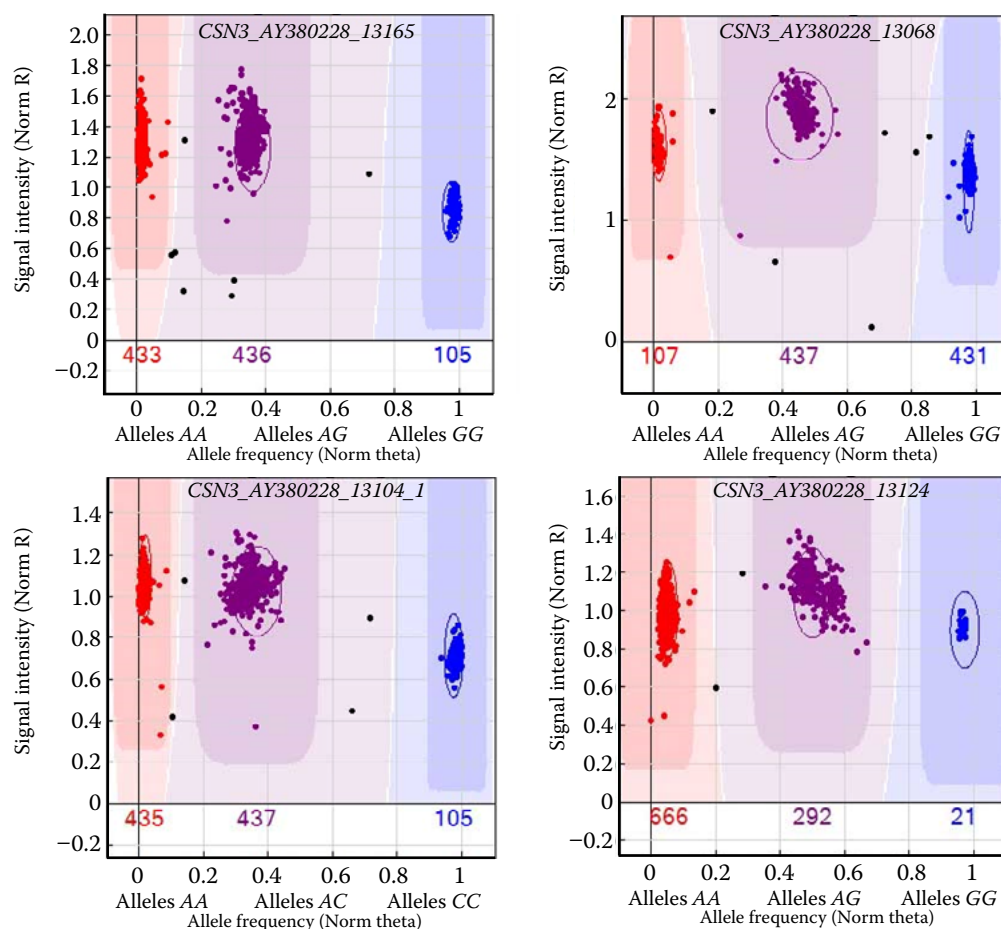 CSN3_AY380228_13165
Signal intensity (Norm R)
2.0
1.8
1.6
1.4
1.2
1.0
0.8
0.6
0.4
0.2
0
−0.2
433 436 105
0 0.2 0.4 0.6 0.8 1
Alleles AA Alleles AG Alleles GG
Allele frequency (Norm theta)
CSN3_AY380228_13068
Signal intensity (Norm R)
2
1
0
107 437 431
0 0.2 0.4 0.6 0.8 1
Alleles AA Alleles AG Alleles GG
Allele frequency (Norm theta)
CSN3_AY380228_13104_1
Signal intensity (Norm R)
1.4
1.2
1.0
0.8
0.6
0.4
0.2
0
−0.2
435 437 105
0 0.2 0.4 0.6 0.8 1
Alleles AA Alleles AC Alleles CC
Allele frequency (Norm theta)
CSN3_AY380228_13124
Signal intensity (Norm R)
1.6
1.4
1.2
1.0
0.8
0.6
0.4
0.2
0
−0.2
666 292 21
0 0.2 0.4 0.6 0.8 1
Alleles AA Alleles AG Alleles GG
Allele frequency (Norm theta)